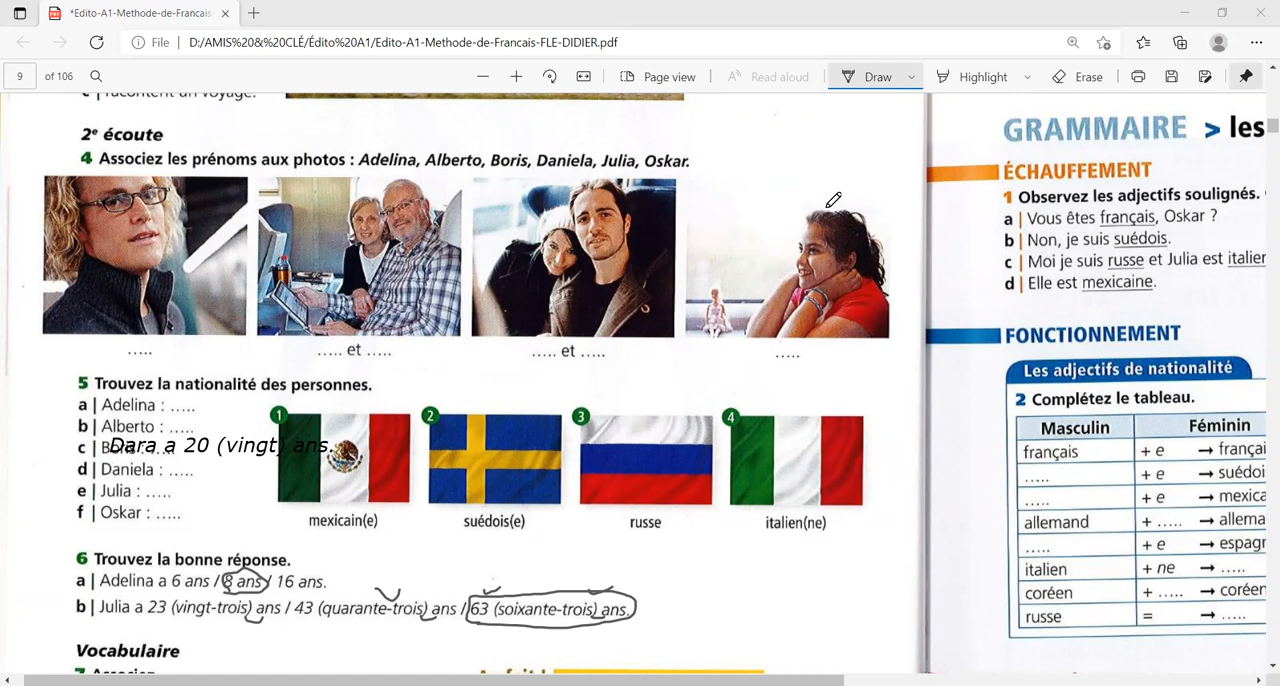 *Edito-A1-Methode-de-Francais
File | D:/AMIS%20&%20CLÉ/Édito%20A1/Edito-A1-Methode-de-Francais-FLE-DIDIER.pdf
9 of 106 Page view Read aloud Draw Highlight Erase
c | racontent un voyage.
2e écoute
4 Associez les prénoms aux photos : Adelina, Alberto, Boris, Daniela, Julia, Oskar.
.....
..... et .....
..... et .....
.....
5 Trouvez la nationalité des personnes.
a | Adelina : .....
b | Alberto : .....
Dara a 20 (vingt) ans.
d | Daniela : .....
e | Julia : .....
f | Oskar : .....
1 2 3 4
mexicain(e) suédois(e) russe italien(ne)
6 Trouvez la bonne réponse.
a | Adelina a 6 ans / 8 ans / 16 ans.
b | Julia a 23 (vingt-trois) ans / 43 (quarante-trois) ans / 63 (soixante-trois) ans.
Vocabulaire
GRAMMAIRE > les
ÉCHAUFFEMENT
1 Observez les adjectifs soulignés.
a | Vous êtes français, Oskar ?
b | Non, je suis suédois.
c | Moi je suis russe et Julia est italien
d | Elle est mexicaine.
FONCTIONNEMENT
Les adjectifs de nationalité
2 Complétez le tableau.
Masculin Féminin
français + e → françai
..... + e → suédoi
..... + e → mexica
allemand + ..... → allema
..... + e → espagn
italien + ne → .....
coréen + ..... → coréen
russe = → .....